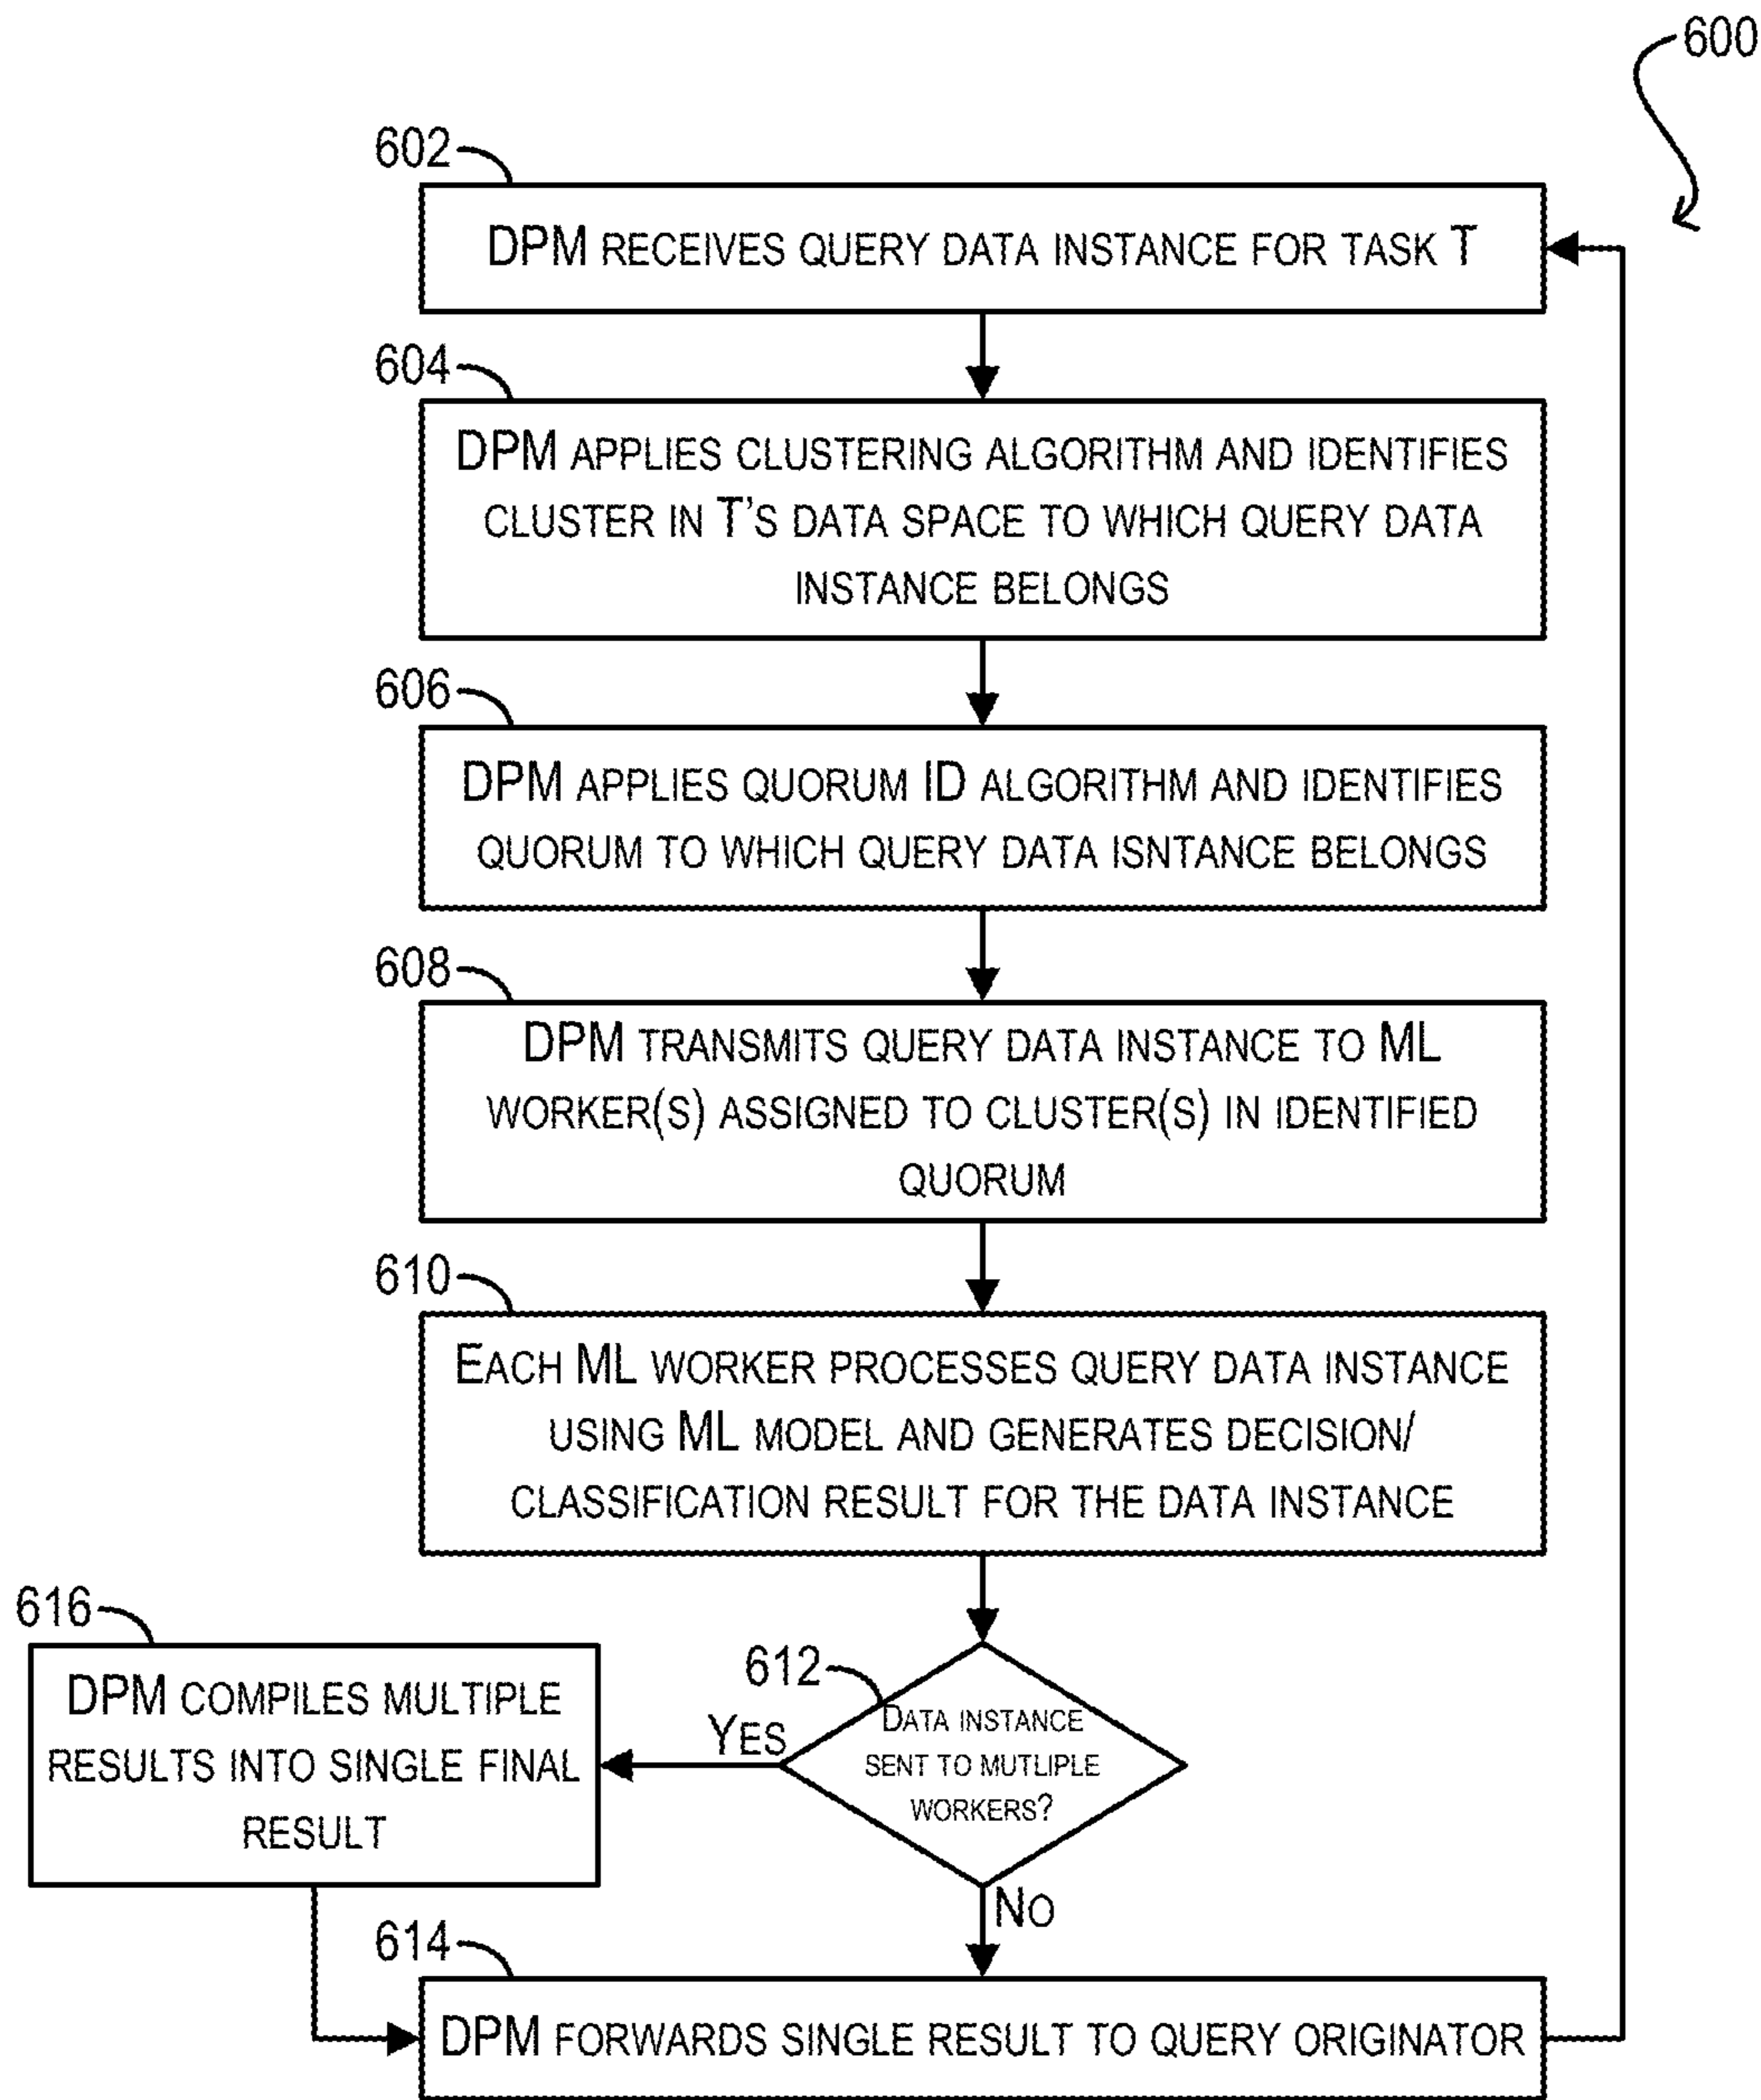 600
602
DPM RECEIVES QUERY DATA INSTANCE FOR TASK T
604
DPM APPLIES CLUSTERING ALGORITHM AND IDENTIFIES
CLUSTER IN T'S DATA SPACE TO WHICH QUERY DATA
INSTANCE BELONGS
606
DPM APPLIES QUORUM ID ALGORITHM AND IDENTIFIES
QUORUM TO WHICH QUERY DATA ISNTANCE BELONGS
608
DPM TRANSMITS QUERY DATA INSTANCE TO ML
WORKER(S) ASSIGNED TO CLUSTER(S) IN IDENTIFIED
QUORUM
610
EACH ML WORKER PROCESSES QUERY DATA INSTANCE
USING ML MODEL AND GENERATES DECISION/
CLASSIFICATION RESULT FOR THE DATA INSTANCE
612
DATA INSTANCE
SENT TO MUTLIPLE
WORKERS?
YES
616
DPM COMPILES MULTIPLE
RESULTS INTO SINGLE FINAL
RESULT
NO
614
DPM FORWARDS SINGLE RESULT TO QUERY ORIGINATOR